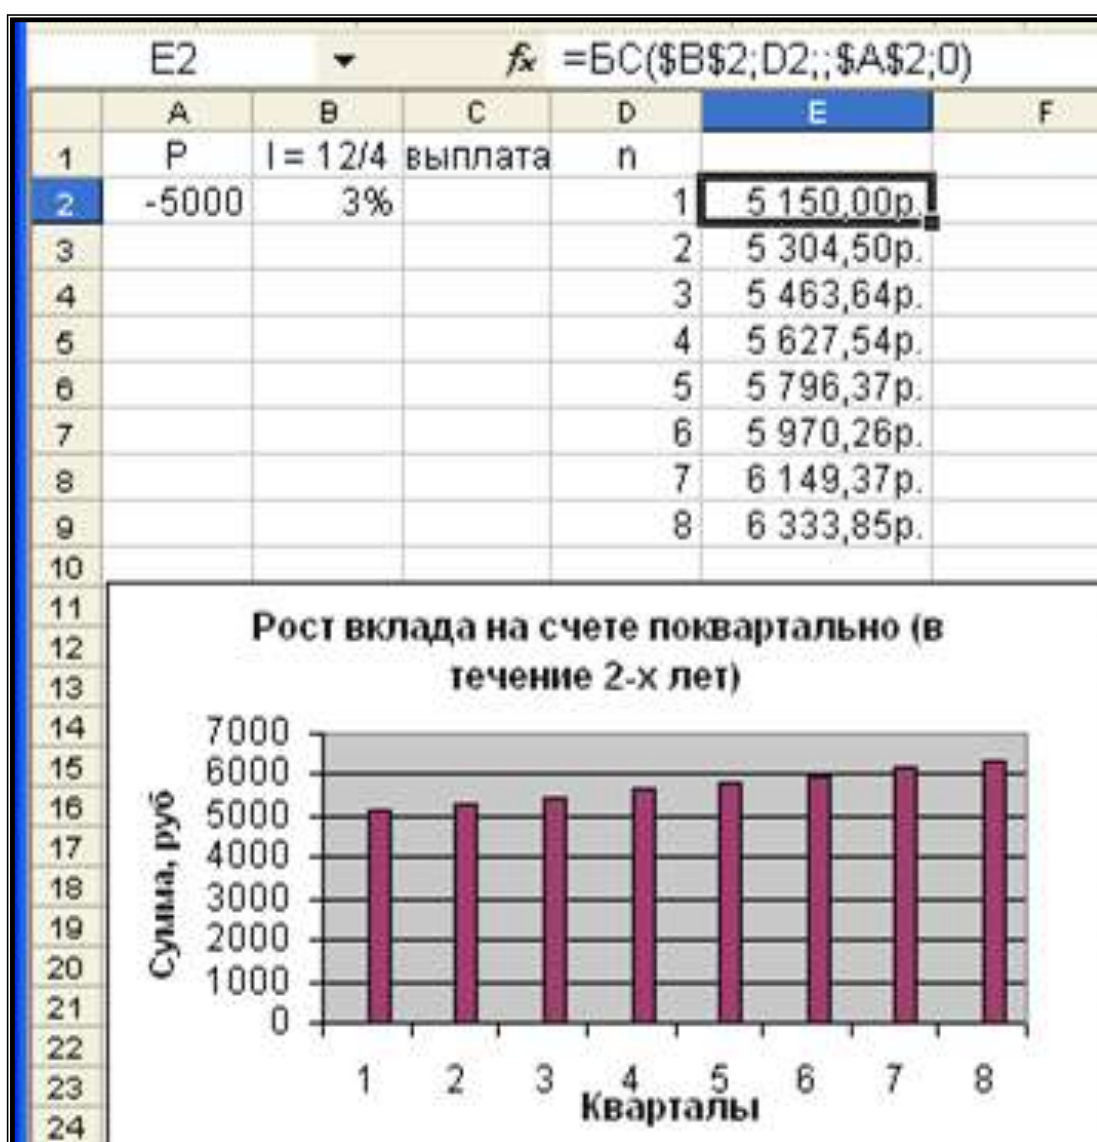 E2 fx =БС($B$2;D2;;$A$2;0)
A B C D E F
1 P I = 12/4 выплата n
2 -5000 3% 1 5 150,00р.
3 2 5 304,50р.
4 3 5 463,64р.
5 4 5 627,54р.
6 5 5 796,37р.
7 6 5 970,26р.
8 7 6 149,37р.
9 8 6 333,85р.
10
11
12
13
14
15
16
17
18
19
20
21
22
23
24
Рост вклада на счете поквартально (в
течение 2-х лет)
Сумма, руб
7000
6000
5000
4000
3000
2000
1000
0
1 2 3 4 5 6 7 8
Кварталы